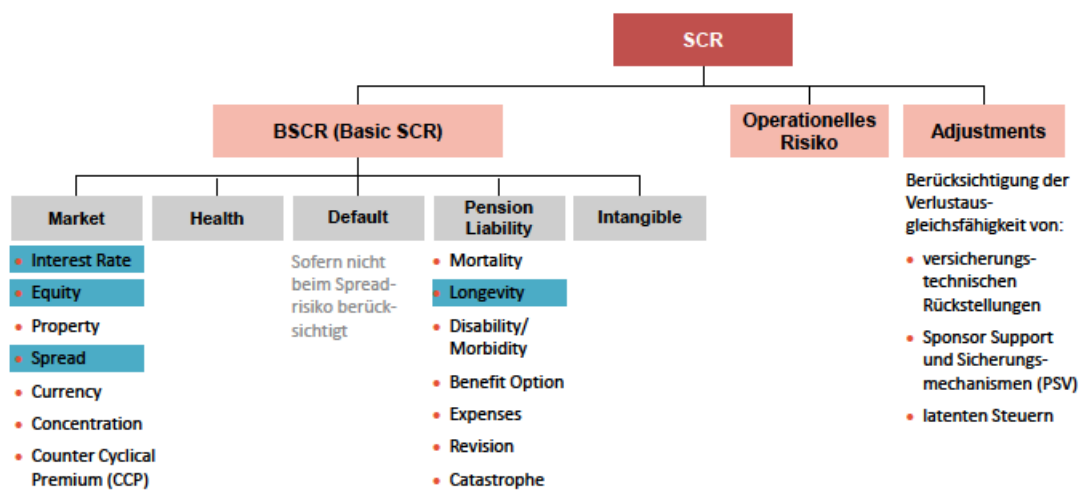 SCR
BSCR (Basic SCR)
Operationelles
Risiko
Adjustments
Market
Health
Default
Pension
Liability
Intangible
• Interest Rate
• Equity
• Property
• Spread
• Currency
• Concentration
• Counter Cyclical
Premium (CCP)
Sofern nicht
beim Spread-
risiko berück-
sichtigt
• Mortality
• Longevity
• Disability/
Morbidity
• Benefit Option
• Expenses
• Revision
• Catastrophe
Berücksichtigung der
Verlustaus-
gleichsfähigkeit von:
• versicherungs-
technischen
Rückstellungen
• Sponsor Support
und Sicherungs-
mechanismen (PSV)
• latenten Steuern